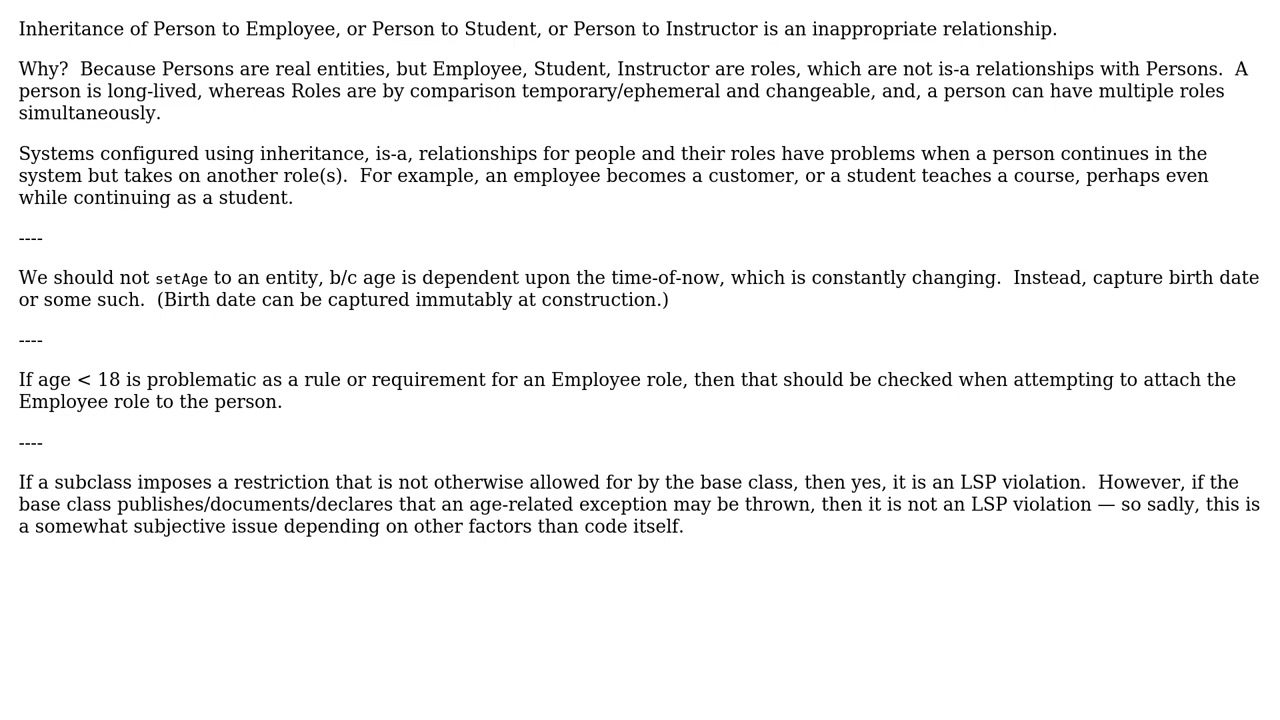 Inheritance of Person to Employee, or Person to Student, or Person to Instructor is an inappropriate relationship.
Why?  Because Persons are real entities, but Employee, Student, Instructor are roles, which are not is-a relationships with Persons.  A
person is long-lived, whereas Roles are by comparison temporary/ephemeral and changeable, and, a person can have multiple roles
simultaneously.
Systems configured using inheritance, is-a, relationships for people and their roles have problems when a person continues in the
system but takes on another role(s).  For example, an employee becomes a customer, or a student teaches a course, perhaps even
while continuing as a student.
----
We should not setAge to an entity, b/c age is dependent upon the time-of-now, which is constantly changing.  Instead, capture birth date
or some such.  (Birth date can be captured immutably at construction.)
----
If age < 18 is problematic as a rule or requirement for an Employee role, then that should be checked when attempting to attach the
Employee role to the person.
----
If a subclass imposes a restriction that is not otherwise allowed for by the base class, then yes, it is an LSP violation.  However, if the
base class publishes/documents/declares that an age-related exception may be thrown, then it is not an LSP violation — so sadly, this is
a somewhat subjective issue depending on other factors than code itself.